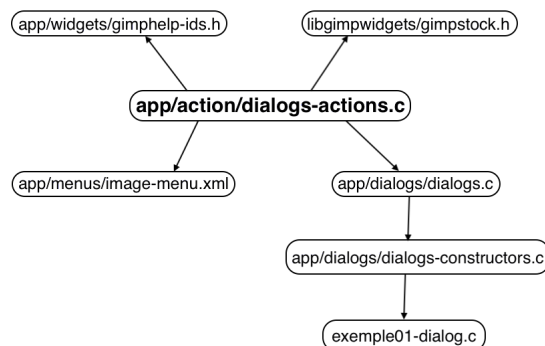 app/widgets/gimphelp-ids.h
libgimpwidgets/gimpstock.h
app/action/dialogs-actions.c
app/menus/image-menu.xml
app/dialogs/dialogs.c
app/dialogs/dialogs-constructors.c
exemple01-dialog.c